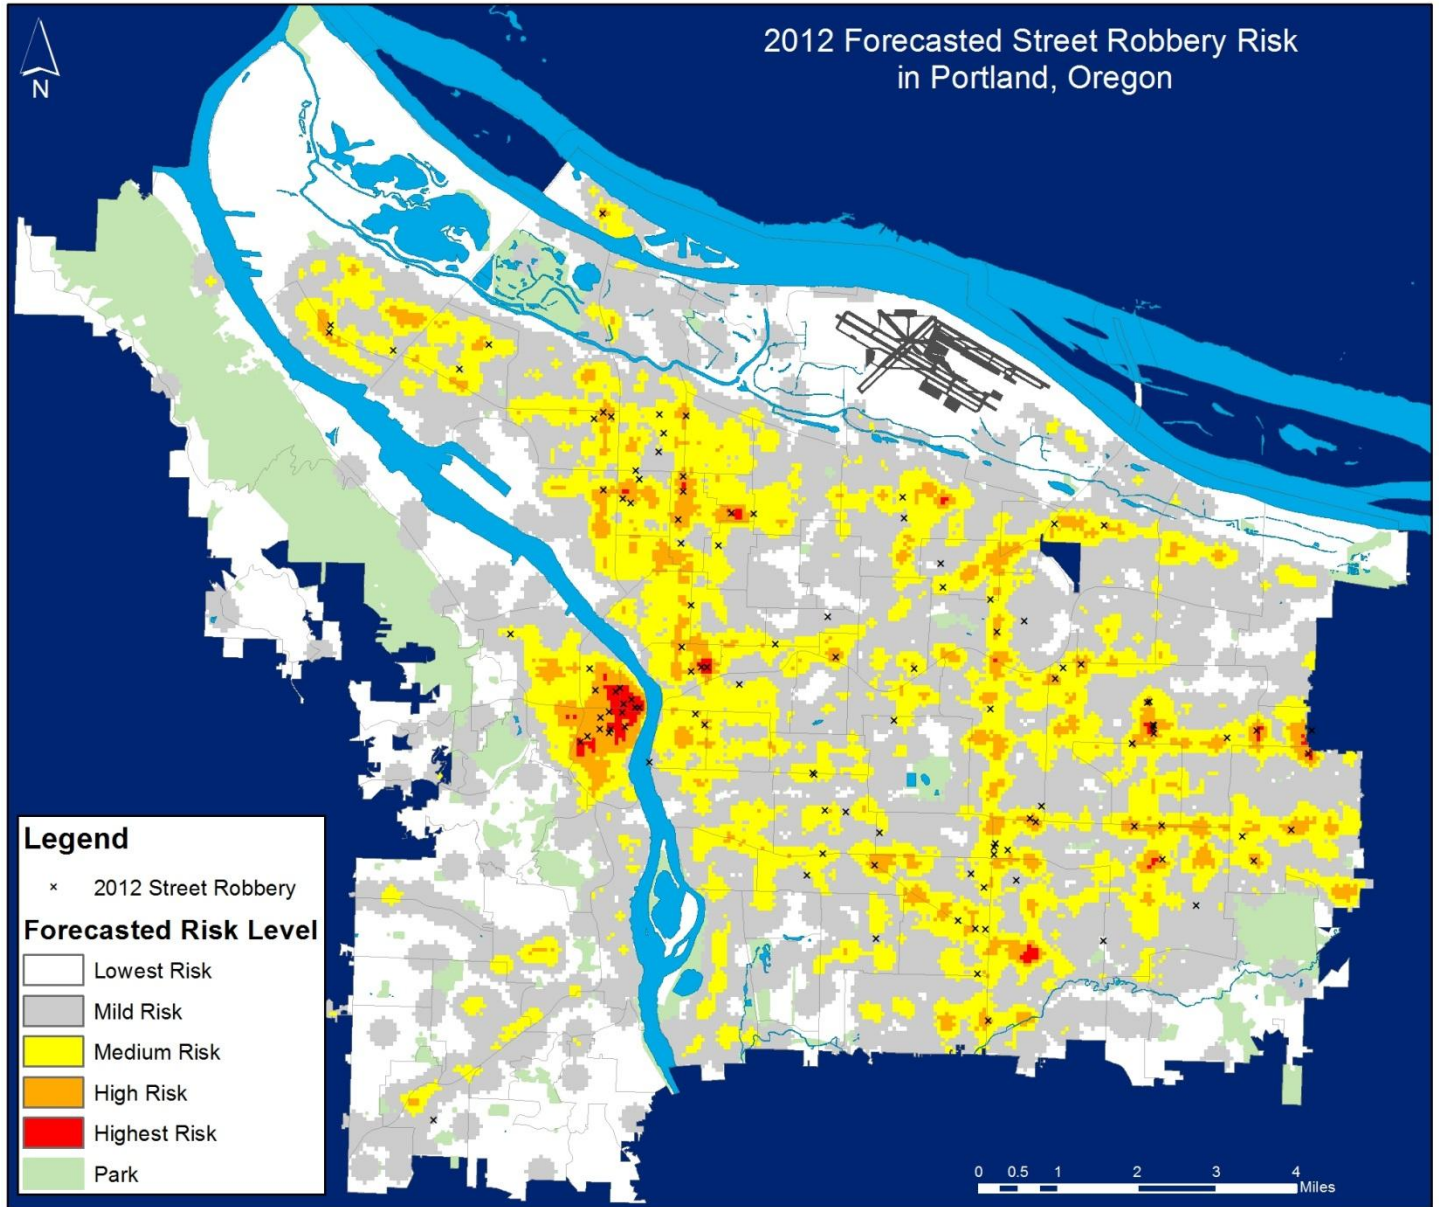 2012 Forecasted Street Robbery Risk
in Portland, Oregon
N
Legend
× 2012 Street Robbery
Forecasted Risk Level
Lowest Risk
Mild Risk
Medium Risk
High Risk
Highest Risk
Park
0 0.5 1 2 3 4
Miles